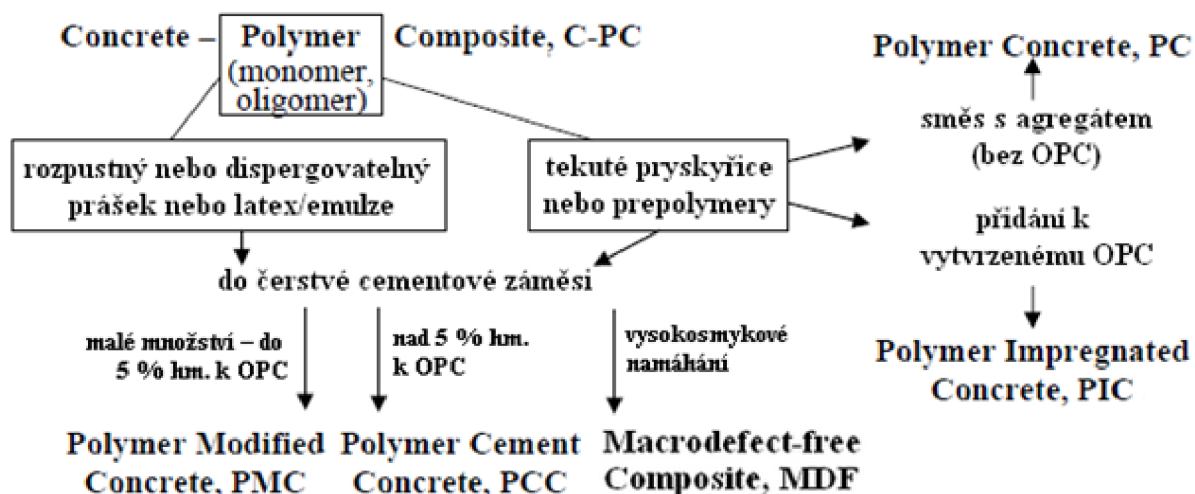 Concrete – Polymer Composite, C-PC
(monomer,
oligomer)
Polymer Concrete, PC
směs s agregátem
(bez OPC)
rozpustný nebo dispergovatelný
prášek nebo latex/emulze
tekuté pryskyřice
nebo prepolymery
přidání k
vytvrzenému OPC
do čerstvé cementové záměsi
malé množství – do
5 % hm. k OPC
nad 5 % hm.
k OPC
vysokosmykové
namáhání
Polymer Impregnated
Concrete, PIC
Polymer Modified
Concrete, PMC
Polymer Cement
Concrete, PCC
Macrodefect-free
Composite, MDF